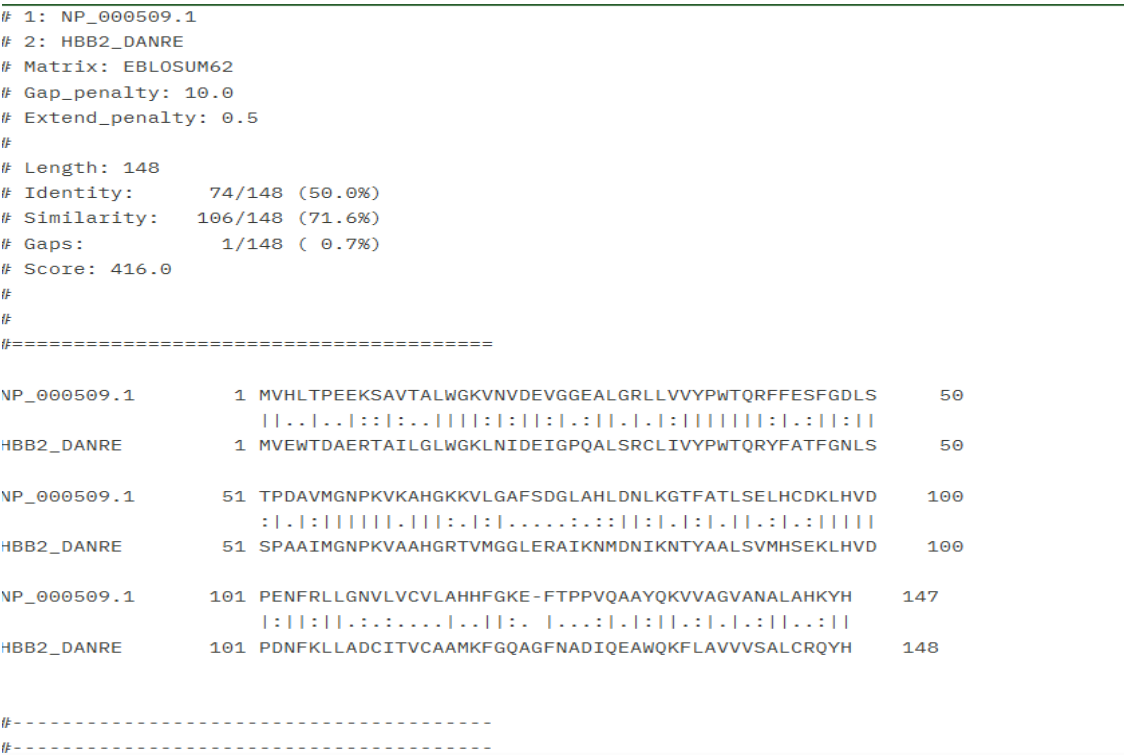 # 1: NP_000509.1
# 2: HBB2_DANRE
# Matrix: EBLOSUM62
# Gap_penalty: 10.0
# Extend_penalty: 0.5
#
# Length: 148
# Identity:      74/148 (50.0%)
# Similarity:   106/148 (71.6%)
# Gaps:           1/148 ( 0.7%)
# Score: 416.0
#
#
#=======================================
NP_000509.1        1 MVHLTPEEKSAVTALWGKVNVDEVGGEALGRLLVVYPWTQRFFESFGDLS     50
                     ||..|..|::|:..||||:|:||:|.:||.|.|:|||||||:|.:||:||
HBB2_DANRE         1 MVEWTDAERTAILGLWGKLNIDEIGPQALSRCLIVYPWTQRYFATFGNLS     50
NP_000509.1       51 TPDAVMGNPKVKAHGKKVLGAFSDGLAHLDNLKGTFATLSELHCDKLHVD    100
                     :|.|:||||||.|||:.|:|.....:.::||:|.|:|.||.:|.:|||||
HBB2_DANRE        51 SPAAIMGNPKVAAHGRTVMGGLERAIKNMDNIKNTYAALSVMHSEKLHVD    100
NP_000509.1      101 PENFRLLGNVLVCVLAHHFGKE-FTPPVQAAYQKVVAGVANALAHKYH    147
                     |:||:||.:.:....|..||:. |...:|.|:||.:|.|.:||..:||
HBB2_DANRE       101 PDNFKLLADCITVCAAMKFGQAGFNADIQEAWQKFLAVVVSALCRQYH    148
#---------------------------------------
#---------------------------------------